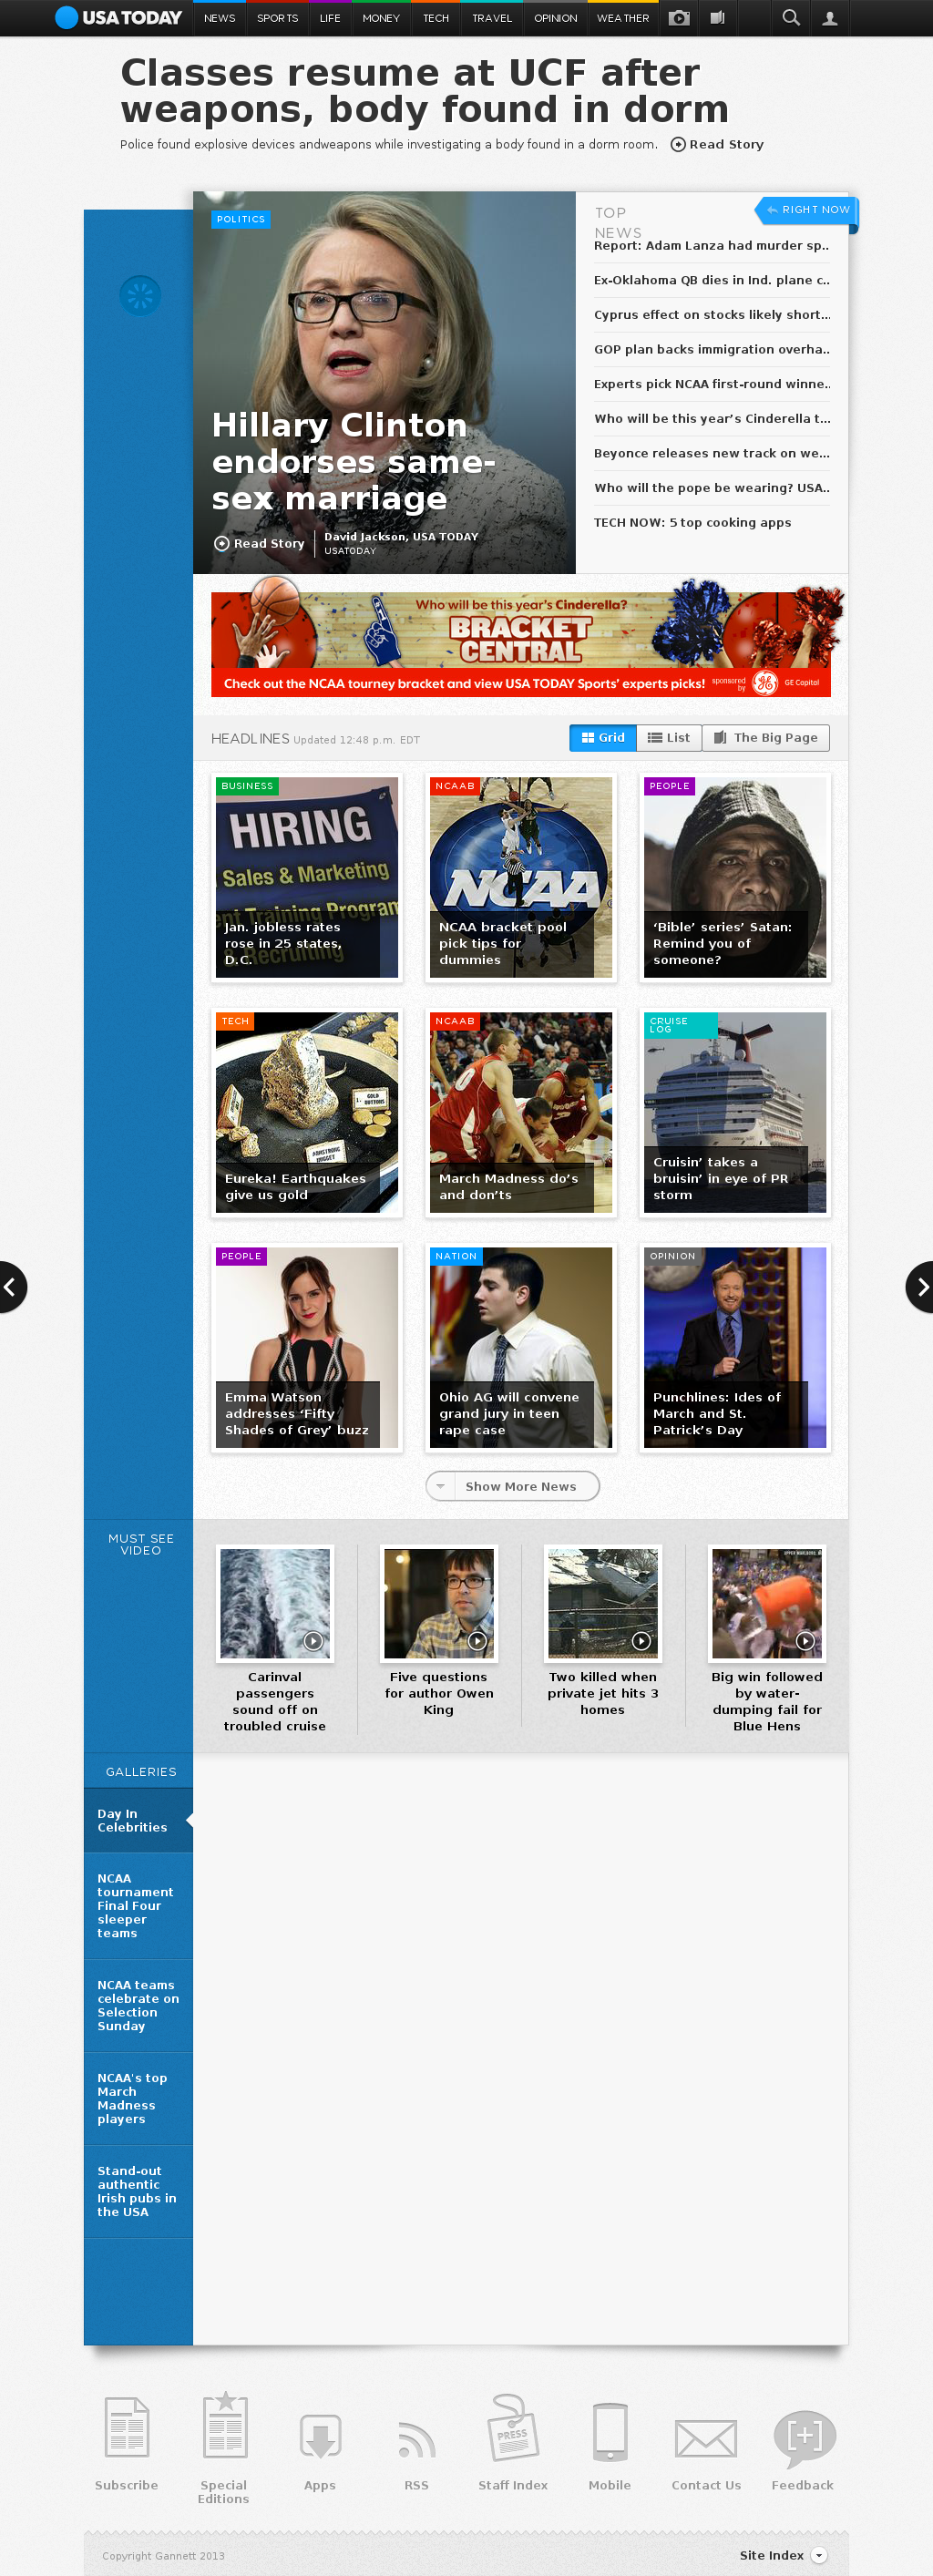 USA TODAY
NEWS SPORTS LIFE MONEY TECH TRAVEL OPINION WEATHER
Classes resume at UCF after
weapons, body found in dorm
Police found explosive devices andweapons while investigating a body found in a dorm room. Read Story
POLITICS
Hillary Clinton
endorses same-
sex marriage
Read Story
David Jackson, USA TODAY
USATODAY
TOP
NEWS
RIGHT NOW
Report: Adam Lanza had murder sp..
Ex-Oklahoma QB dies in Ind. plane c..
Cyprus effect on stocks likely short...
GOP plan backs immigration overha..
Experts pick NCAA first-round winne..
Who will be this year’s Cinderella t...
Beyonce releases new track on we...
Who will the pope be wearing? USA..
TECH NOW: 5 top cooking apps
Who will be this year's Cinderella?
BRACKET
CENTRAL
Check out the NCAA tourney bracket and view USA TODAY Sports' experts picks!
sponsored
by
GE Capital
HEADLINES Updated 12:48 p.m. EDT
Grid List The Big Page
BUSINESS
HIRING
Sales & Marketing
ent Training Program
& Recruiting
Jan. jobless rates
rose in 25 states,
D.C.
NCAAB
NCAA
NCAA bracket pool
pick tips for
dummies
PEOPLE
‘Bible’ series’ Satan:
Remind you of
someone?
TECH
GOLD
BUTTONS
ARMSTRONG
NUGGET
Eureka! Earthquakes
give us gold
NCAAB
March Madness do’s
and don’ts
CRUISE
LOG
Cruisin’ takes a
bruisin’ in eye of PR
storm
PEOPLE
Emma Watson
addresses ‘Fifty
Shades of Grey’ buzz
NATION
Ohio AG will convene
grand jury in teen
rape case
OPINION
Punchlines: Ides of
March and St.
Patrick’s Day
Show More News
MUST SEE
VIDEO
Carinval
passengers
sound off on
troubled cruise
Five questions
for author Owen
King
Two killed when
private jet hits 3
homes
UPPER MARLBORO,
Big win followed
by water-
dumping fail for
Blue Hens
GALLERIES
Day In
Celebrities
NCAA
tournament
Final Four
sleeper
teams
NCAA teams
celebrate on
Selection
Sunday
NCAA's top
March
Madness
players
Stand-out
authentic
Irish pubs in
the USA
PRESS
Subscribe
Special
Editions
Apps
RSS
Staff Index
Mobile
Contact Us
Feedback
Copyright Gannett 2013
Site Index